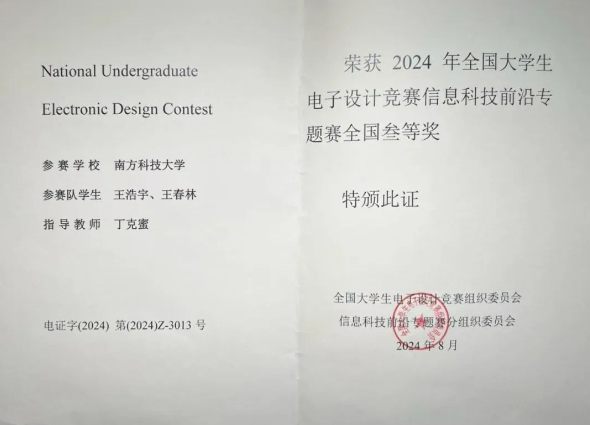 National Undergraduate
Electronic Design Contest
参赛学校 南方科技大学
参赛队学生 王浩宇、王春林
指导教师 丁克蜜
电证字(2024) 第(2024)Z-3013 号
荣获 2024 年全国大学生
电子设计竞赛信息科技前沿专
题赛全国叁等奖
特颁此证
全国大学生电子设计竞赛组织委员会
信息科技前沿专题赛分组织委员会
2024 年 8 月